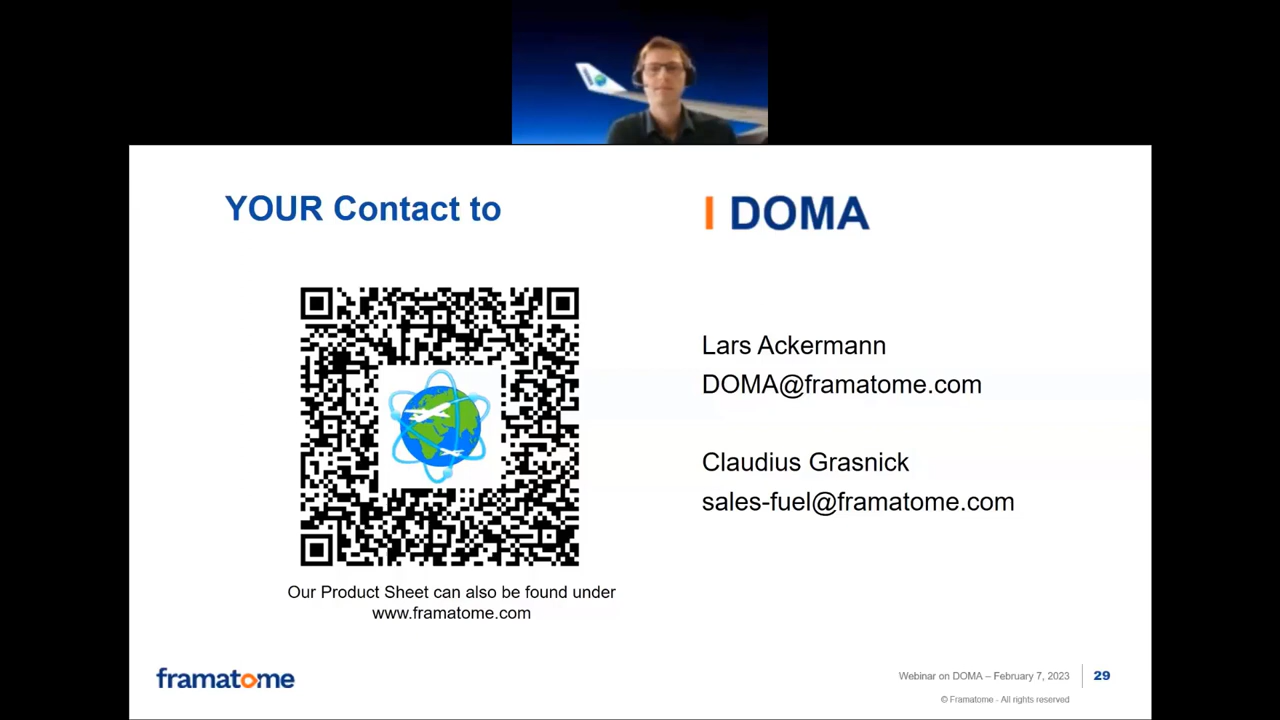 YOUR Contact to
I DOMA
Lars Ackermann
DOMA@framatome.com
Claudius Grasnick
sales-fuel@framatome.com
Our Product Sheet can also be found under
www.framatome.com
framatome
Webinar on DOMA – February 7, 2023
29
© Framatome - All rights reserved